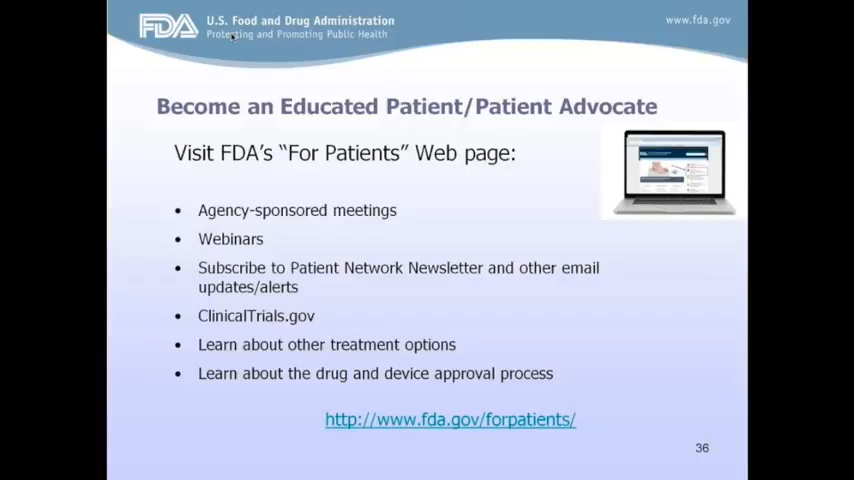 FDA U.S. Food and Drug Administration
Protecting and Promoting Public Health
www.fda.gov
Become an Educated Patient/Patient Advocate
Visit FDA's “For Patients” Web page:
• Agency-sponsored meetings
• Webinars
• Subscribe to Patient Network Newsletter and other email
updates/alerts
• ClinicalTrials.gov
• Learn about other treatment options
• Learn about the drug and device approval process
http://www.fda.gov/forpatients/
36